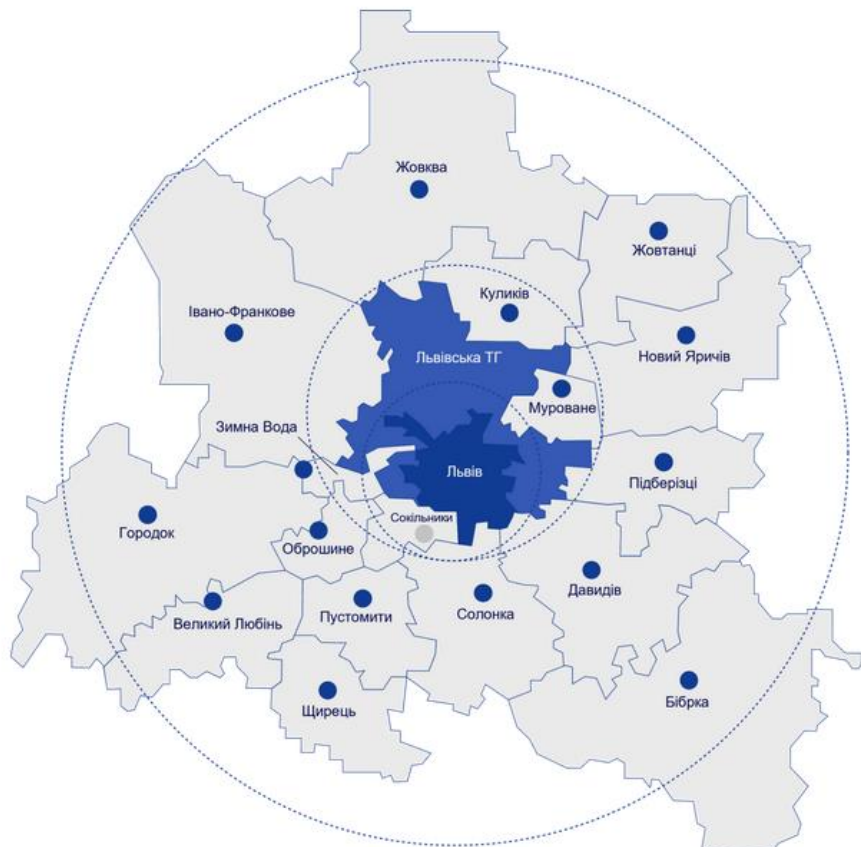 Жовква
Жовтанці
Куликів
Івано-Франкове
Новий Яричів
Львівська ТГ
Муроване
Зимна Вода
Львів
Підберізці
Городок
Сокільники
Оброшине
Давидів
Великий Любінь
Пустомити
Солонка
Бібрка
Щирець